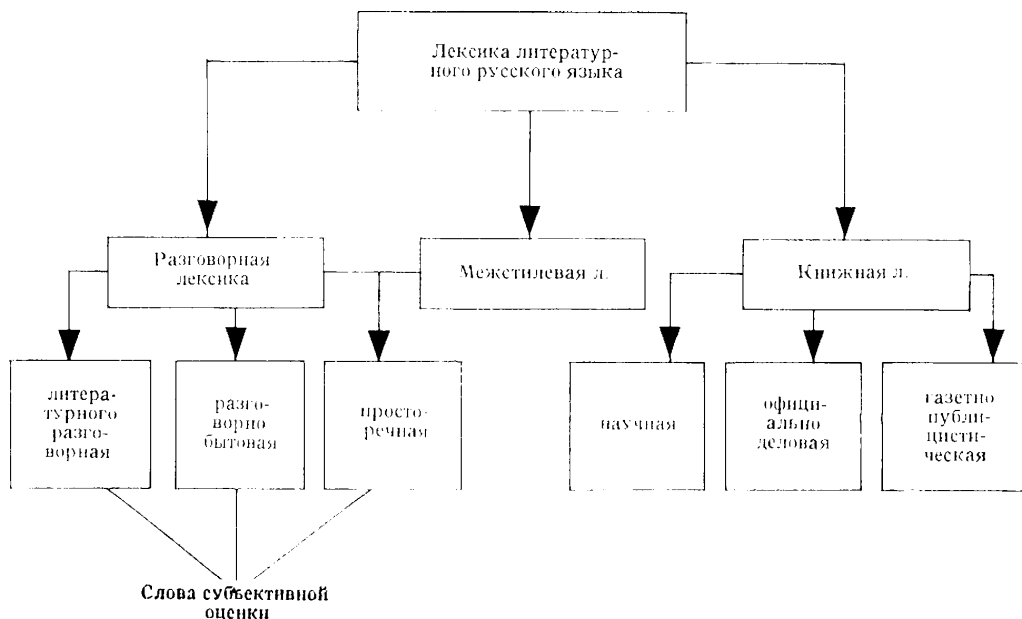 Лексика литератур-
ного русского языка
Разговорная
лексика
Межстилевая л.
Книжная л.
литера-
турного
разго-
ворная
разго-
ворно
бытовая
просто-
речная
научная
офици-
ально
деловая
газетно
публи-
цисти-
ческая
Слова субъективной
оценки